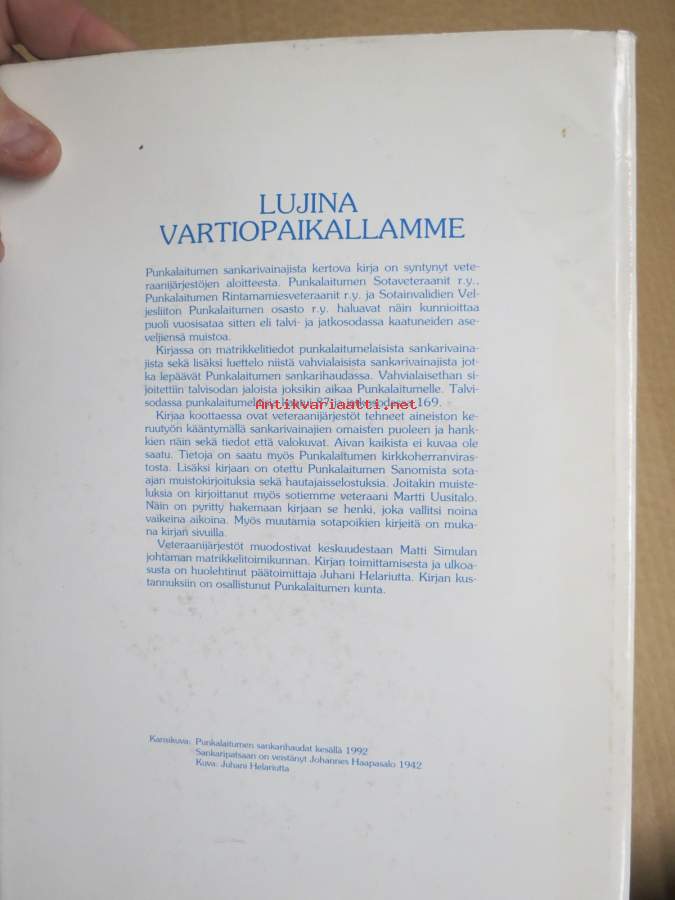 LUJINA
VARTIOPAIKALLAMME
Punkalaitumen sankarivainajista kertova kirja on syntynyt vete-
raanijärjestöjen aloitteesta. Punkalaitumen Sotaveteraanit r.y.,
Punkalaitumen Rintamamiesveteraanit r.y. ja Sotainvalidien Vel-
jesliiton Punkalaitumen osasto r.y. haluavat näin kunnioittaa
puoli vuosisataa sitten eli talvi- ja jatkosodassa kaatuneiden ase-
veljiensä muistoa.
Kirjassa on matrikkelitiedot punkalaitumelaisista sankarivaina-
jista sekä lisäksi luettelo niistä vahvialaisista sankarivainajista jot-
ka lepäävät Punkalaitumen sankarihaudassa. Vahvialaisethan si-
joitettiin talvisodan jaloista joksikin aikaa Punkalaitumelle. Talvi-
sodassa punkalaitumelaisia kaatui 87 ja jatkosodassa 169.
Antikvariaatti.net
Kirjaa koottaessa ovat veteraanijärjestöt tehneet aineiston ke-
ruutyön kääntymällä sankarivainajien omaisten puoleen ja hank-
kien näin sekä tiedot että valokuvat. Aivan kaikista ei kuvaa ole
saatu. Tietoja on saatu myös Punkalaitumen kirkkoherranviras-
tosta. Lisäksi kirjaan on otettu Punkalaitumen Sanomista sota-
ajan muistokirjoituksia sekä hautajaisselostuksia. Joitakin muiste-
luksia on kirjoittanut myös sotiemme veteraani Martti Uusitalo.
Näin on pyritty hakemaan kirjaan se henki, joka vallitsi noina
vaikeina aikoina. Myös muutamia sotapoikien kirjeitä on muka-
na kirjan sivuilla.
Veteraanijärjestöt muodostivat keskuudestaan Matti Simulan
johtaman matrikkelitoimikunnan. Kirjan toimittamisesta ja ulkoa-
susta on huolehtinut päätoimittaja Juhani Helariutta. Kirjan kus-
tannuksiin on osallistunut Punkalaitumen kunta.
Kansikuva: Punkalaitumen sankarihaudat kesällä 1992
Sankaripatsaan on veistänyt Johannes Haapasalo 1942
Kuva: Juhani Helariutta